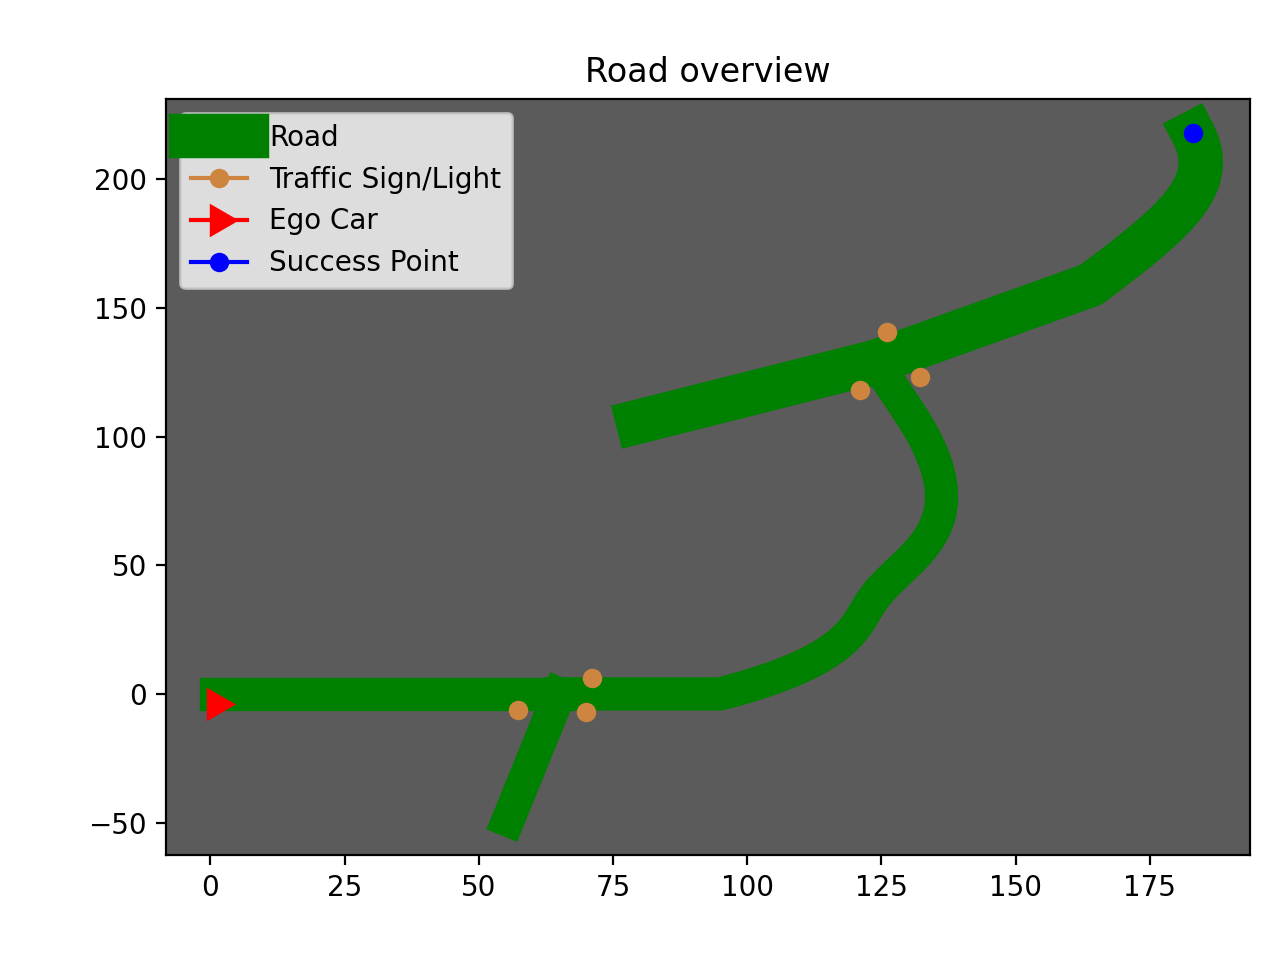 Road overview
Road
Traffic Sign/Light
Ego Car
Success Point
200
150
100
50
0
−50
0 25 50 75 100 125 150 175